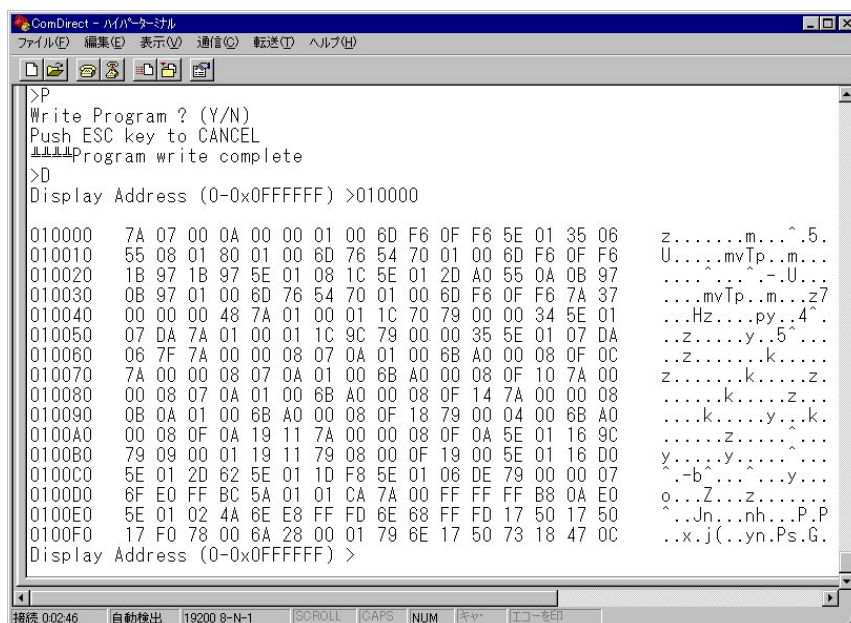 ComDirect - ハイパーターミナル
ファイル(F) 編集(E) 表示(V) 通信(C) 転送(T) ヘルプ(H)
>P
Write Program ? (Y/N)
Push ESC key to CANCEL
╩╩╩╩Program write complete
>D
Display Address (0-0x0FFFFFF) >010000
010000 7A 07 00 0A 00 00 01 00 6D F6 0F F6 5E 01 35 06 z.......m...^.5.
010010 55 08 01 80 01 00 6D 76 54 70 01 00 6D F6 0F F6 U.....mvTp..m...
010020 1B 97 1B 97 5E 01 08 1C 5E 01 2D A0 55 0A 0B 97 ....^...^.-.U...
010030 0B 97 01 00 6D 76 54 70 01 00 6D F6 0F F6 7A 37 ....mvTp..m...z7
010040 00 00 00 48 7A 01 00 01 1C 70 79 00 00 34 5E 01 ...Hz....py..4^.
010050 07 DA 7A 01 00 01 1C 9C 79 00 00 35 5E 01 07 DA ..z.....y..5^...
010060 06 7F 7A 00 00 08 07 0A 01 00 6B A0 00 08 0F 0C ..z.......k.....
010070 7A 00 00 08 07 0A 01 00 6B A0 00 08 0F 10 7A 00 z.......k.....z.
010080 00 08 07 0A 01 00 6B A0 00 08 0F 14 7A 00 00 08 ......k.....z...
010090 0B 0A 01 00 6B A0 00 08 0F 18 79 00 04 00 6B A0 ....k.....y...k.
0100A0 00 08 0F 0A 19 11 7A 00 00 08 0F 0A 5E 01 16 9C ......z.....^...
0100B0 79 09 00 01 19 11 79 08 00 0F 19 00 5E 01 16 D0 y.....y.....^...
0100C0 5E 01 2D 62 5E 01 1D F8 5E 01 06 DE 79 00 00 07 ^.-b^...^...y...
0100D0 6F E0 FF BC 5A 01 01 CA 7A 00 FF FF FF B8 0A E0 o...Z...z.......
0100E0 5E 01 02 4A 6E E8 FF FD 6E 68 FF FD 17 50 17 50 ^..Jn...nh...P.P
0100F0 17 F0 78 00 6A 28 00 01 79 6E 17 50 73 18 47 0C ..x.j(..yn.Ps.G.
Display Address (0-0x0FFFFFF) >
接続 0:02:46 自動検出 19200 8-N-1 SCROLL CAPS NUM ｷｬ･ エコーを印